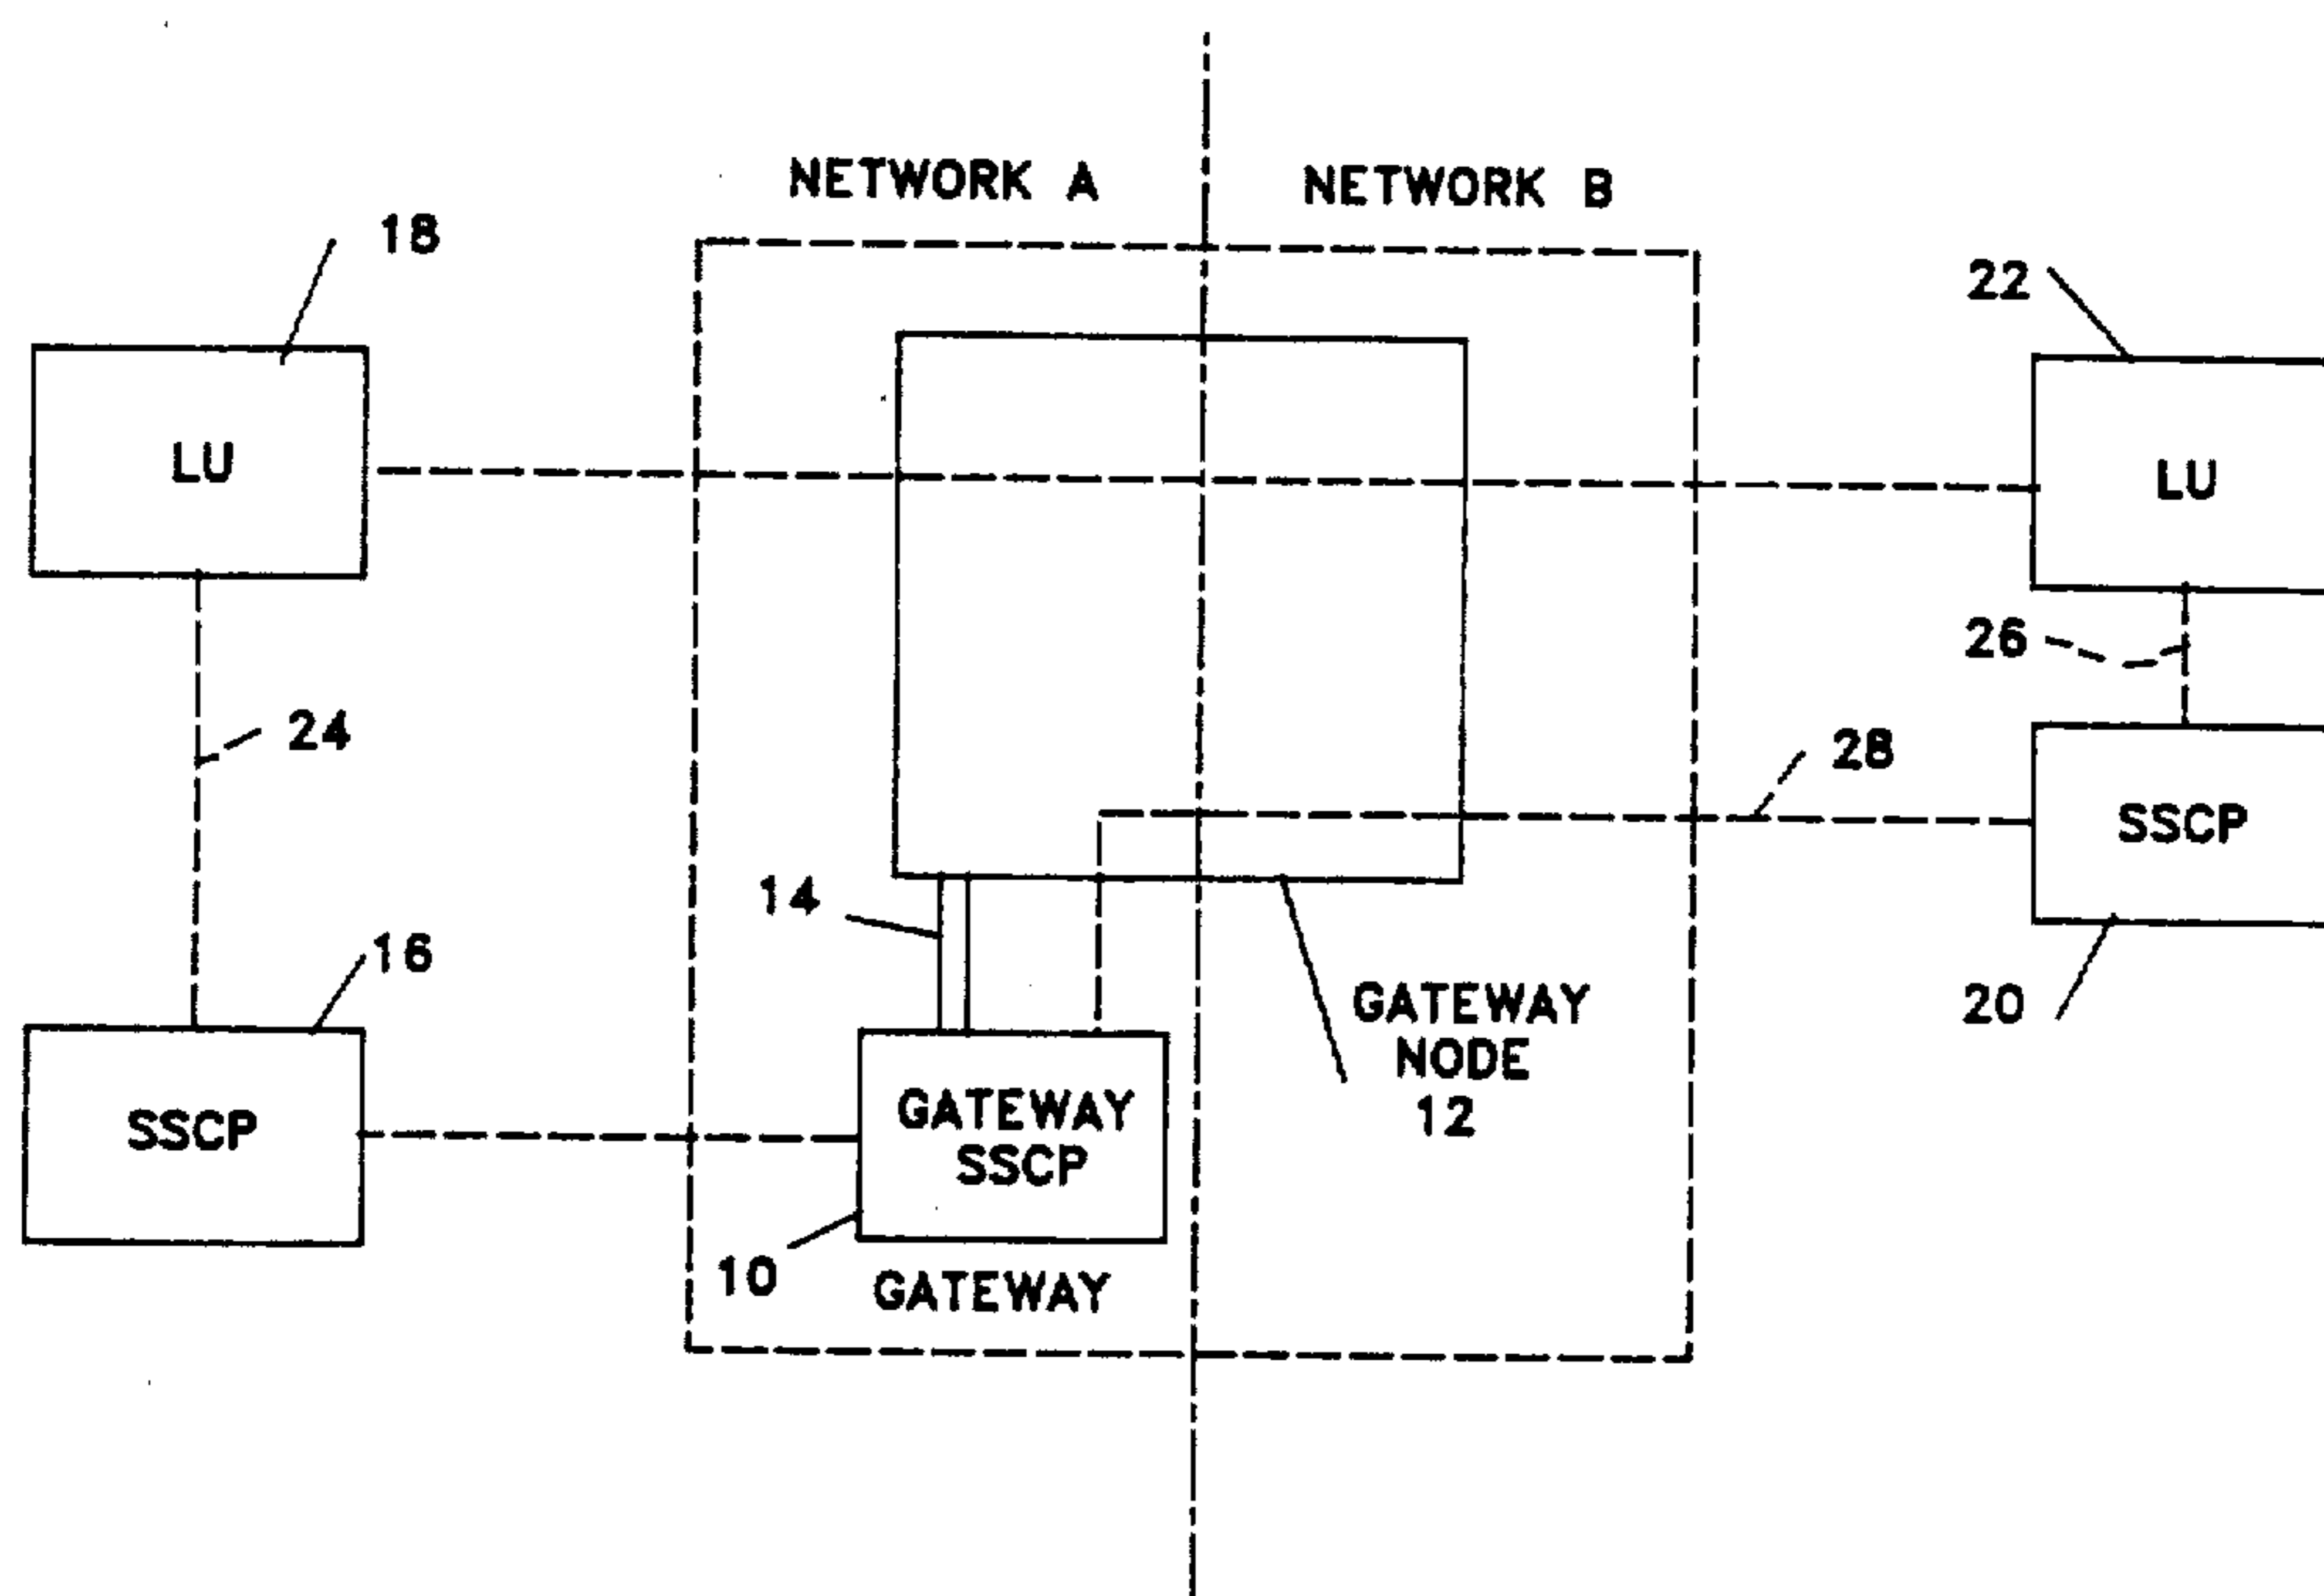 NETWORK A
NETWORK B
18
22
LU
LU
26
24
28
SSCP
14
16
GATEWAY
NODE
12
20
SSCP
GATEWAY
SSCP
10
GATEWAY